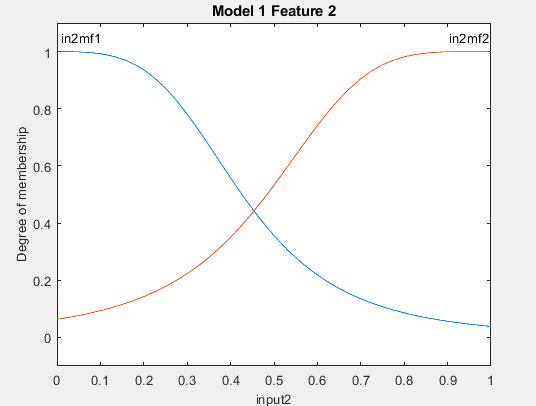 Model 1 Feature 2
in2mf1
in2mf2
1
0.8
0.6
0.4
0.2
0
Degree of membership
0 0.1 0.2 0.3 0.4 0.5 0.6 0.7 0.8 0.9 1
input2